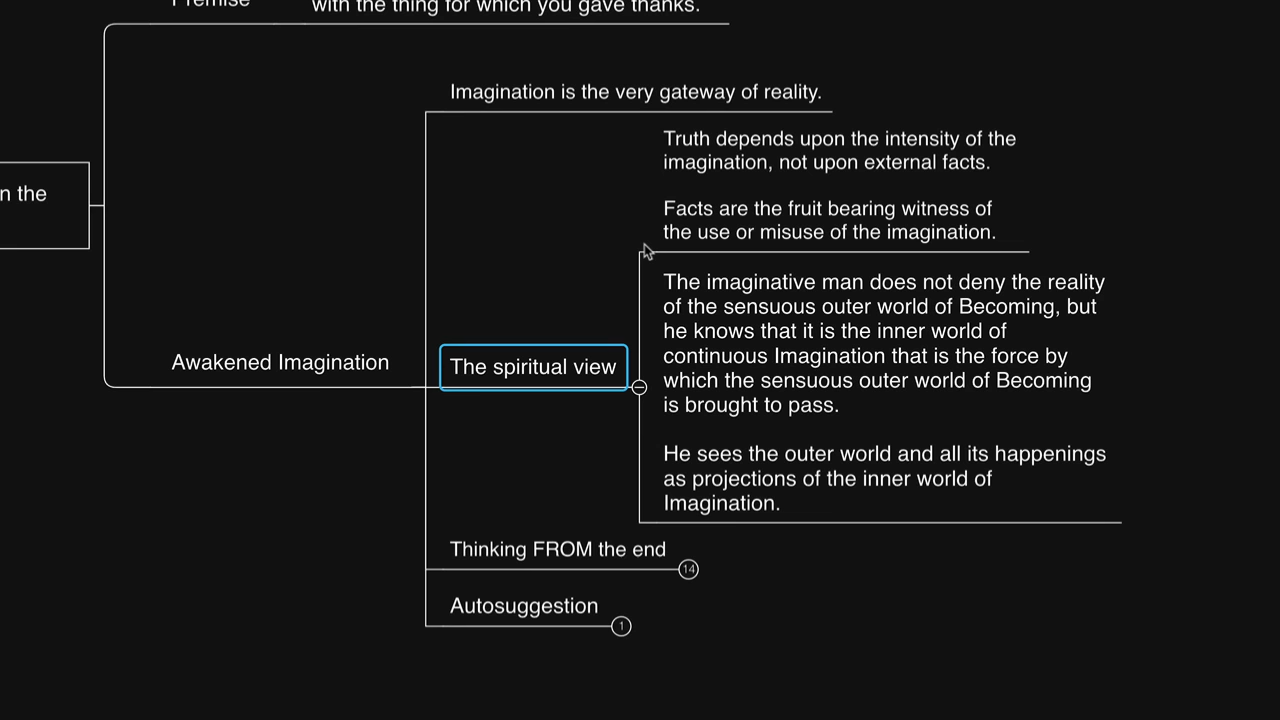 Premise
with the thing for which you gave thanks.
Imagination is the very gateway of reality.
Truth depends upon the intensity of the
imagination, not upon external facts.
Facts are the fruit bearing witness of
the use or misuse of the imagination.
n the
The imaginative man does not deny the reality
of the sensuous outer world of Becoming, but
he knows that it is the inner world of
continuous Imagination that is the force by
which the sensuous outer world of Becoming
is brought to pass.
He sees the outer world and all its happenings
as projections of the inner world of
Imagination.
Awakened Imagination
The spiritual view
Thinking FROM the end
14
Autosuggestion
1